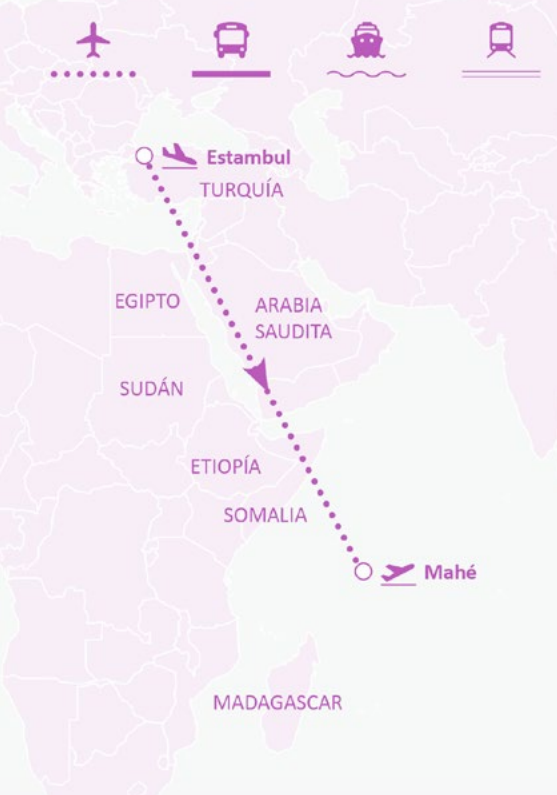 Estambul
TURQUÍA
EGIPTO
ARABIA
SAUDITA
SUDÁN
ETIOPÍA
SOMALIA
Mahé
MADAGASCAR